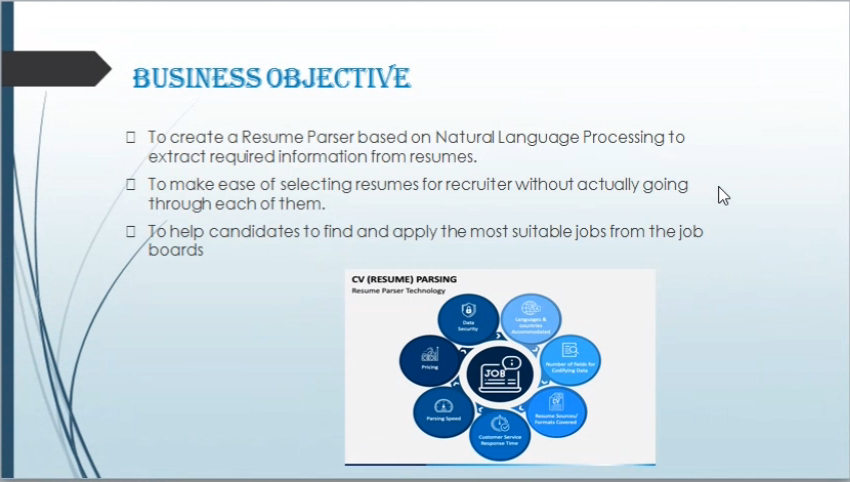 BUSINESS OBJECTIVE
To create a Resume Parser based on Natural Language Processing to
extract required information from resumes.
To make ease of selecting resumes for recruiter without actually going
through each of them.
To help candidates to find and apply the most suitable jobs from the job
boards
CV (RESUME) PARSING
Resume Parser Technology
Data
Security
Languages &
countries
Accommodated
Pricing
JOB
Number of fields for
Codifying Data
Parsing Speed
CV
Resume Sources/
Formats Covered
Customer Service
Response Time